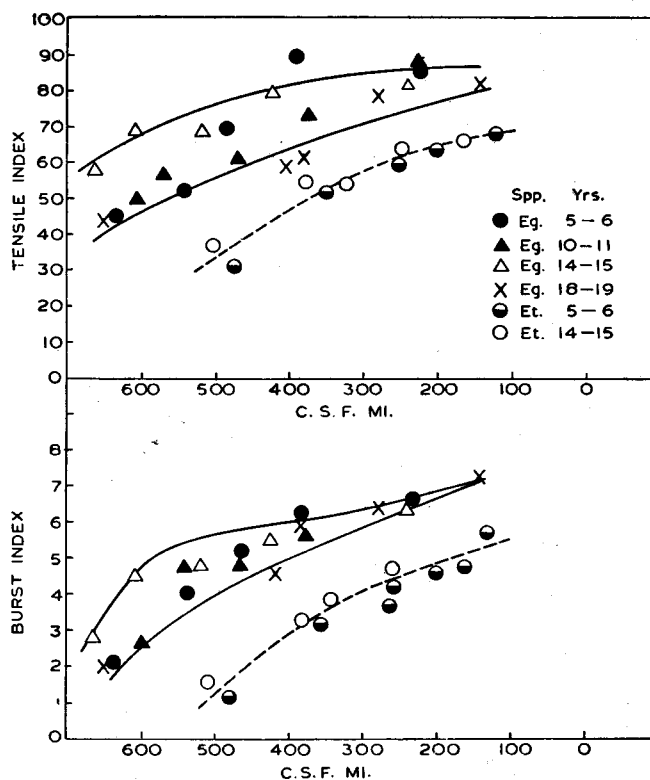 100
90
80
70
60
50
40
30
20
10
0
TENSILE INDEX
Spp. Yrs.
Eg. 5-6
Eg. 10-11
Eg. 14-15
Eg. 18-19
Et. 5-6
Et. 14-15
600 500 400 300 200 100 0
C. S. F. MI.
8
7
6
5
4
3
2
1
0
BURST INDEX
600 500 400 300 200 100 0
C. S. F. MI.